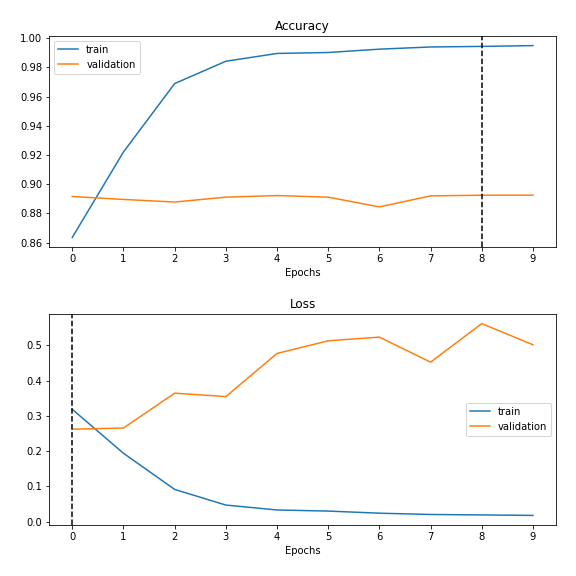 Accuracy
1.00
0.98
0.96
0.94
0.92
0.90
0.88
0.86
train
validation
0 1 2 3 4 5 6 7 8 9
Epochs
Loss
0.5
0.4
0.3
0.2
0.1
0.0
train
validation
0 1 2 3 4 5 6 7 8 9
Epochs